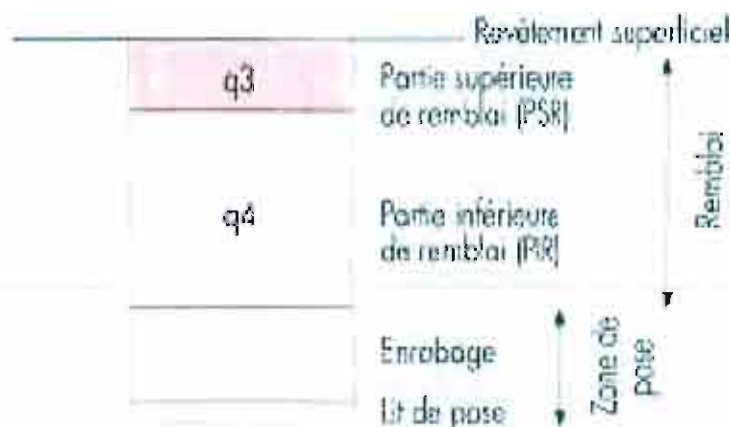 Revêtement superficiel
q3
Partie supérieure
de remblai (PSR)
q4
Partie inférieure
de remblai (PIR)
Remblai
Enrobage
Lit de pose
Zone de
pose